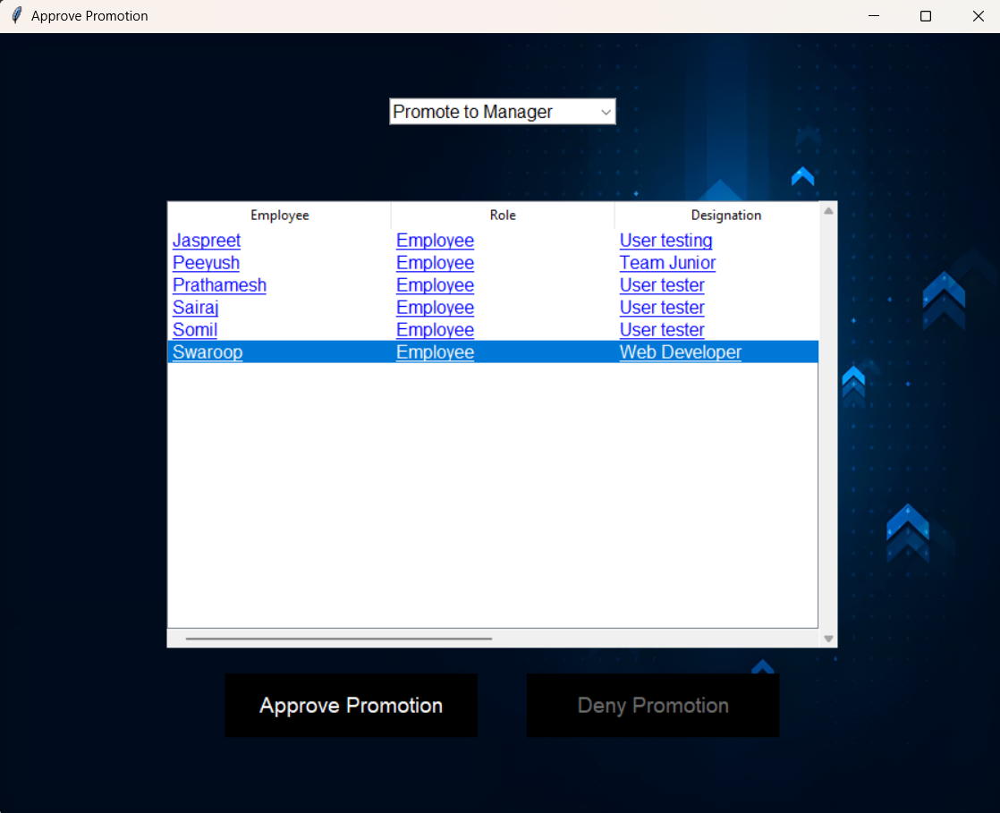 Approve Promotion
Promote to Manager
Employee Role Designation
Jaspreet Employee User testing
Peeyush Employee Team Junior
Prathamesh Employee User tester
Sairaj Employee User tester
Somil Employee User tester
Swaroop Employee Web Developer
Approve Promotion Deny Promotion